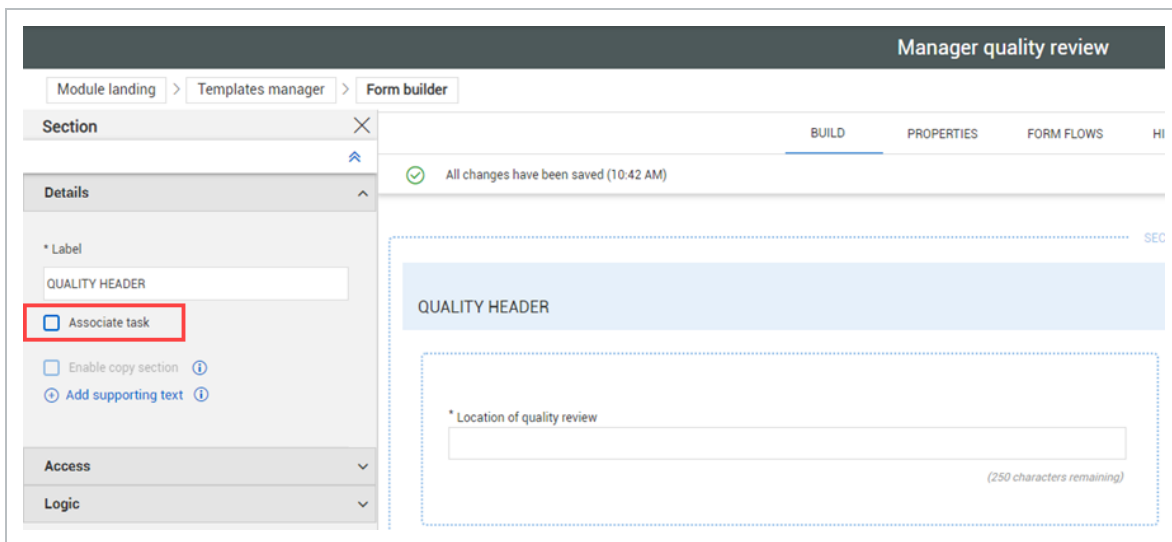 Manager quality review
Module landing > Templates manager > Form builder
Section
BUILD PROPERTIES FORM FLOWS HI
All changes have been saved (10:42 AM)
Details
* Label
QUALITY HEADER
Associate task
Enable copy section
Add supporting text
Access
Logic
SEC
QUALITY HEADER
* Location of quality review
(250 characters remaining)